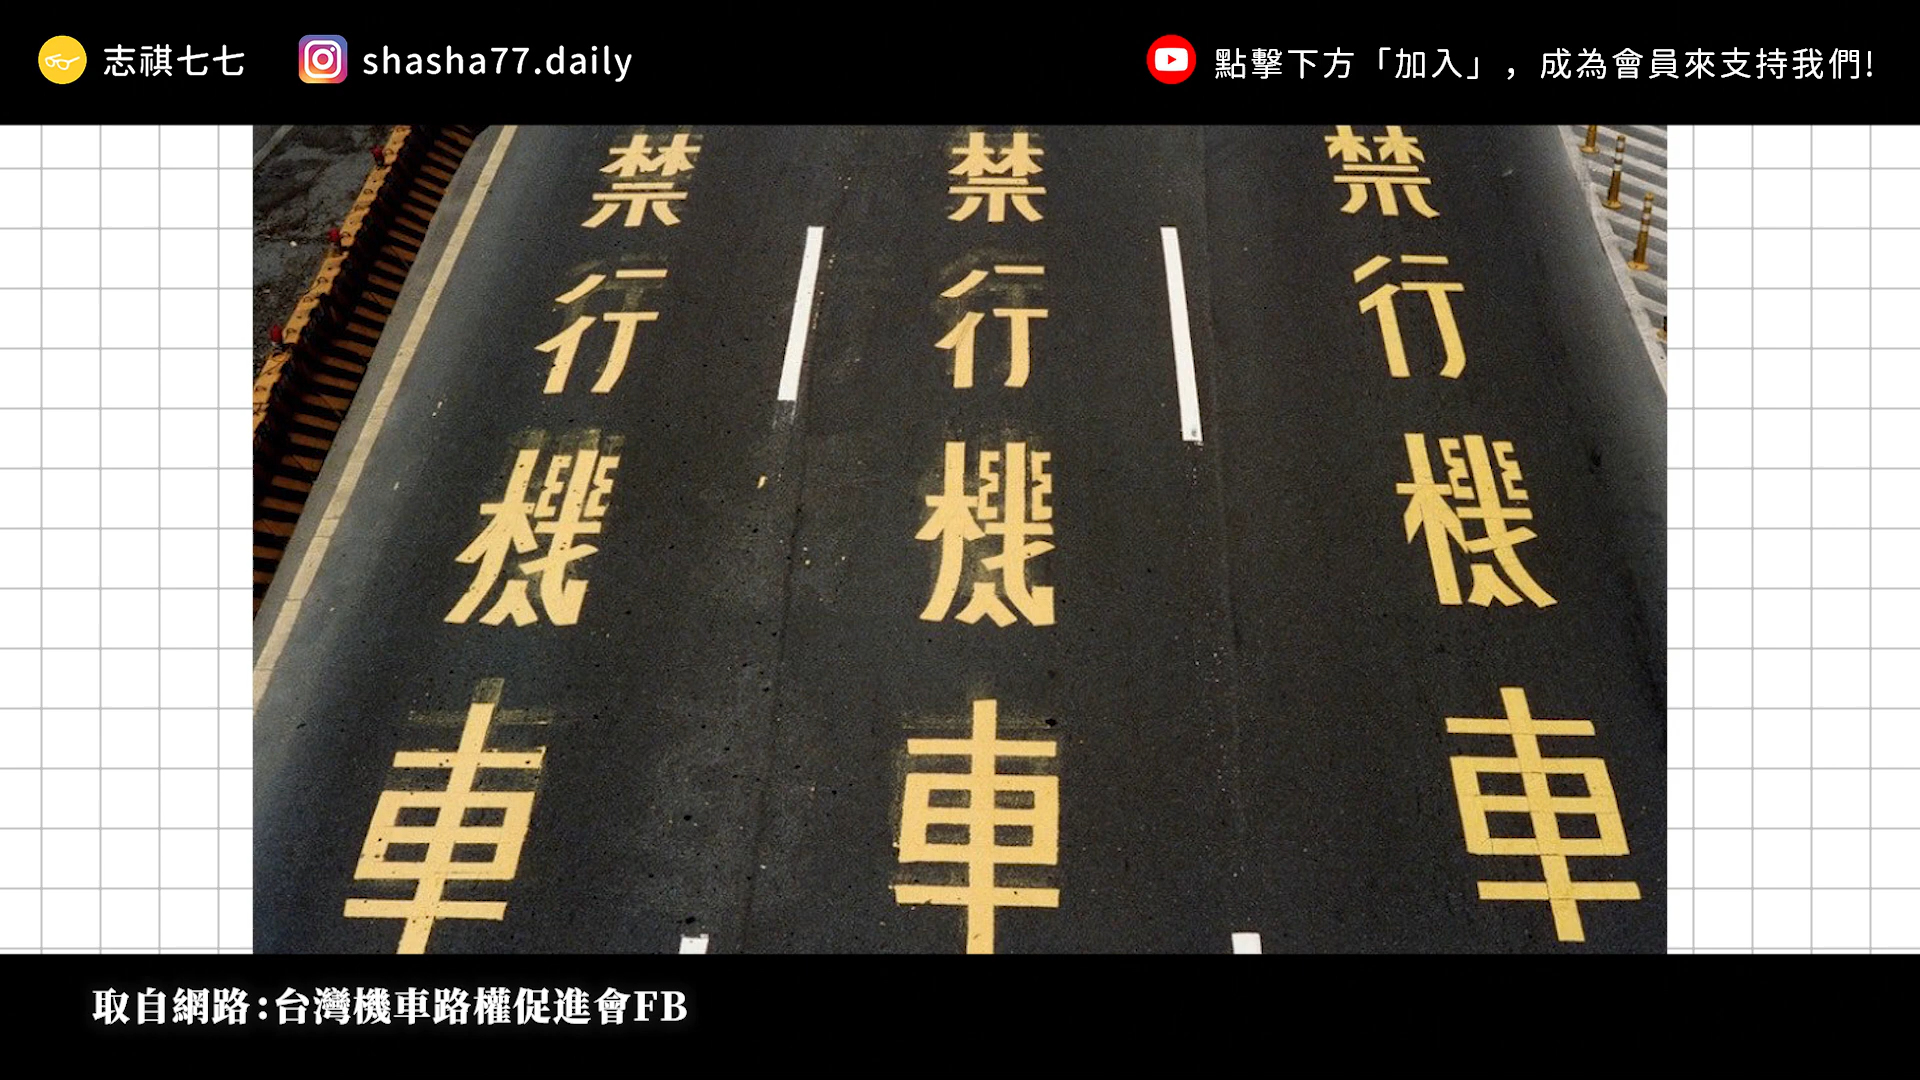 志祺七七
shasha77.daily
點擊下方「加入」，成為會員來支持我們!
禁行機車
禁行機車
禁行機車
取自網路:台灣機車路權促進會FB